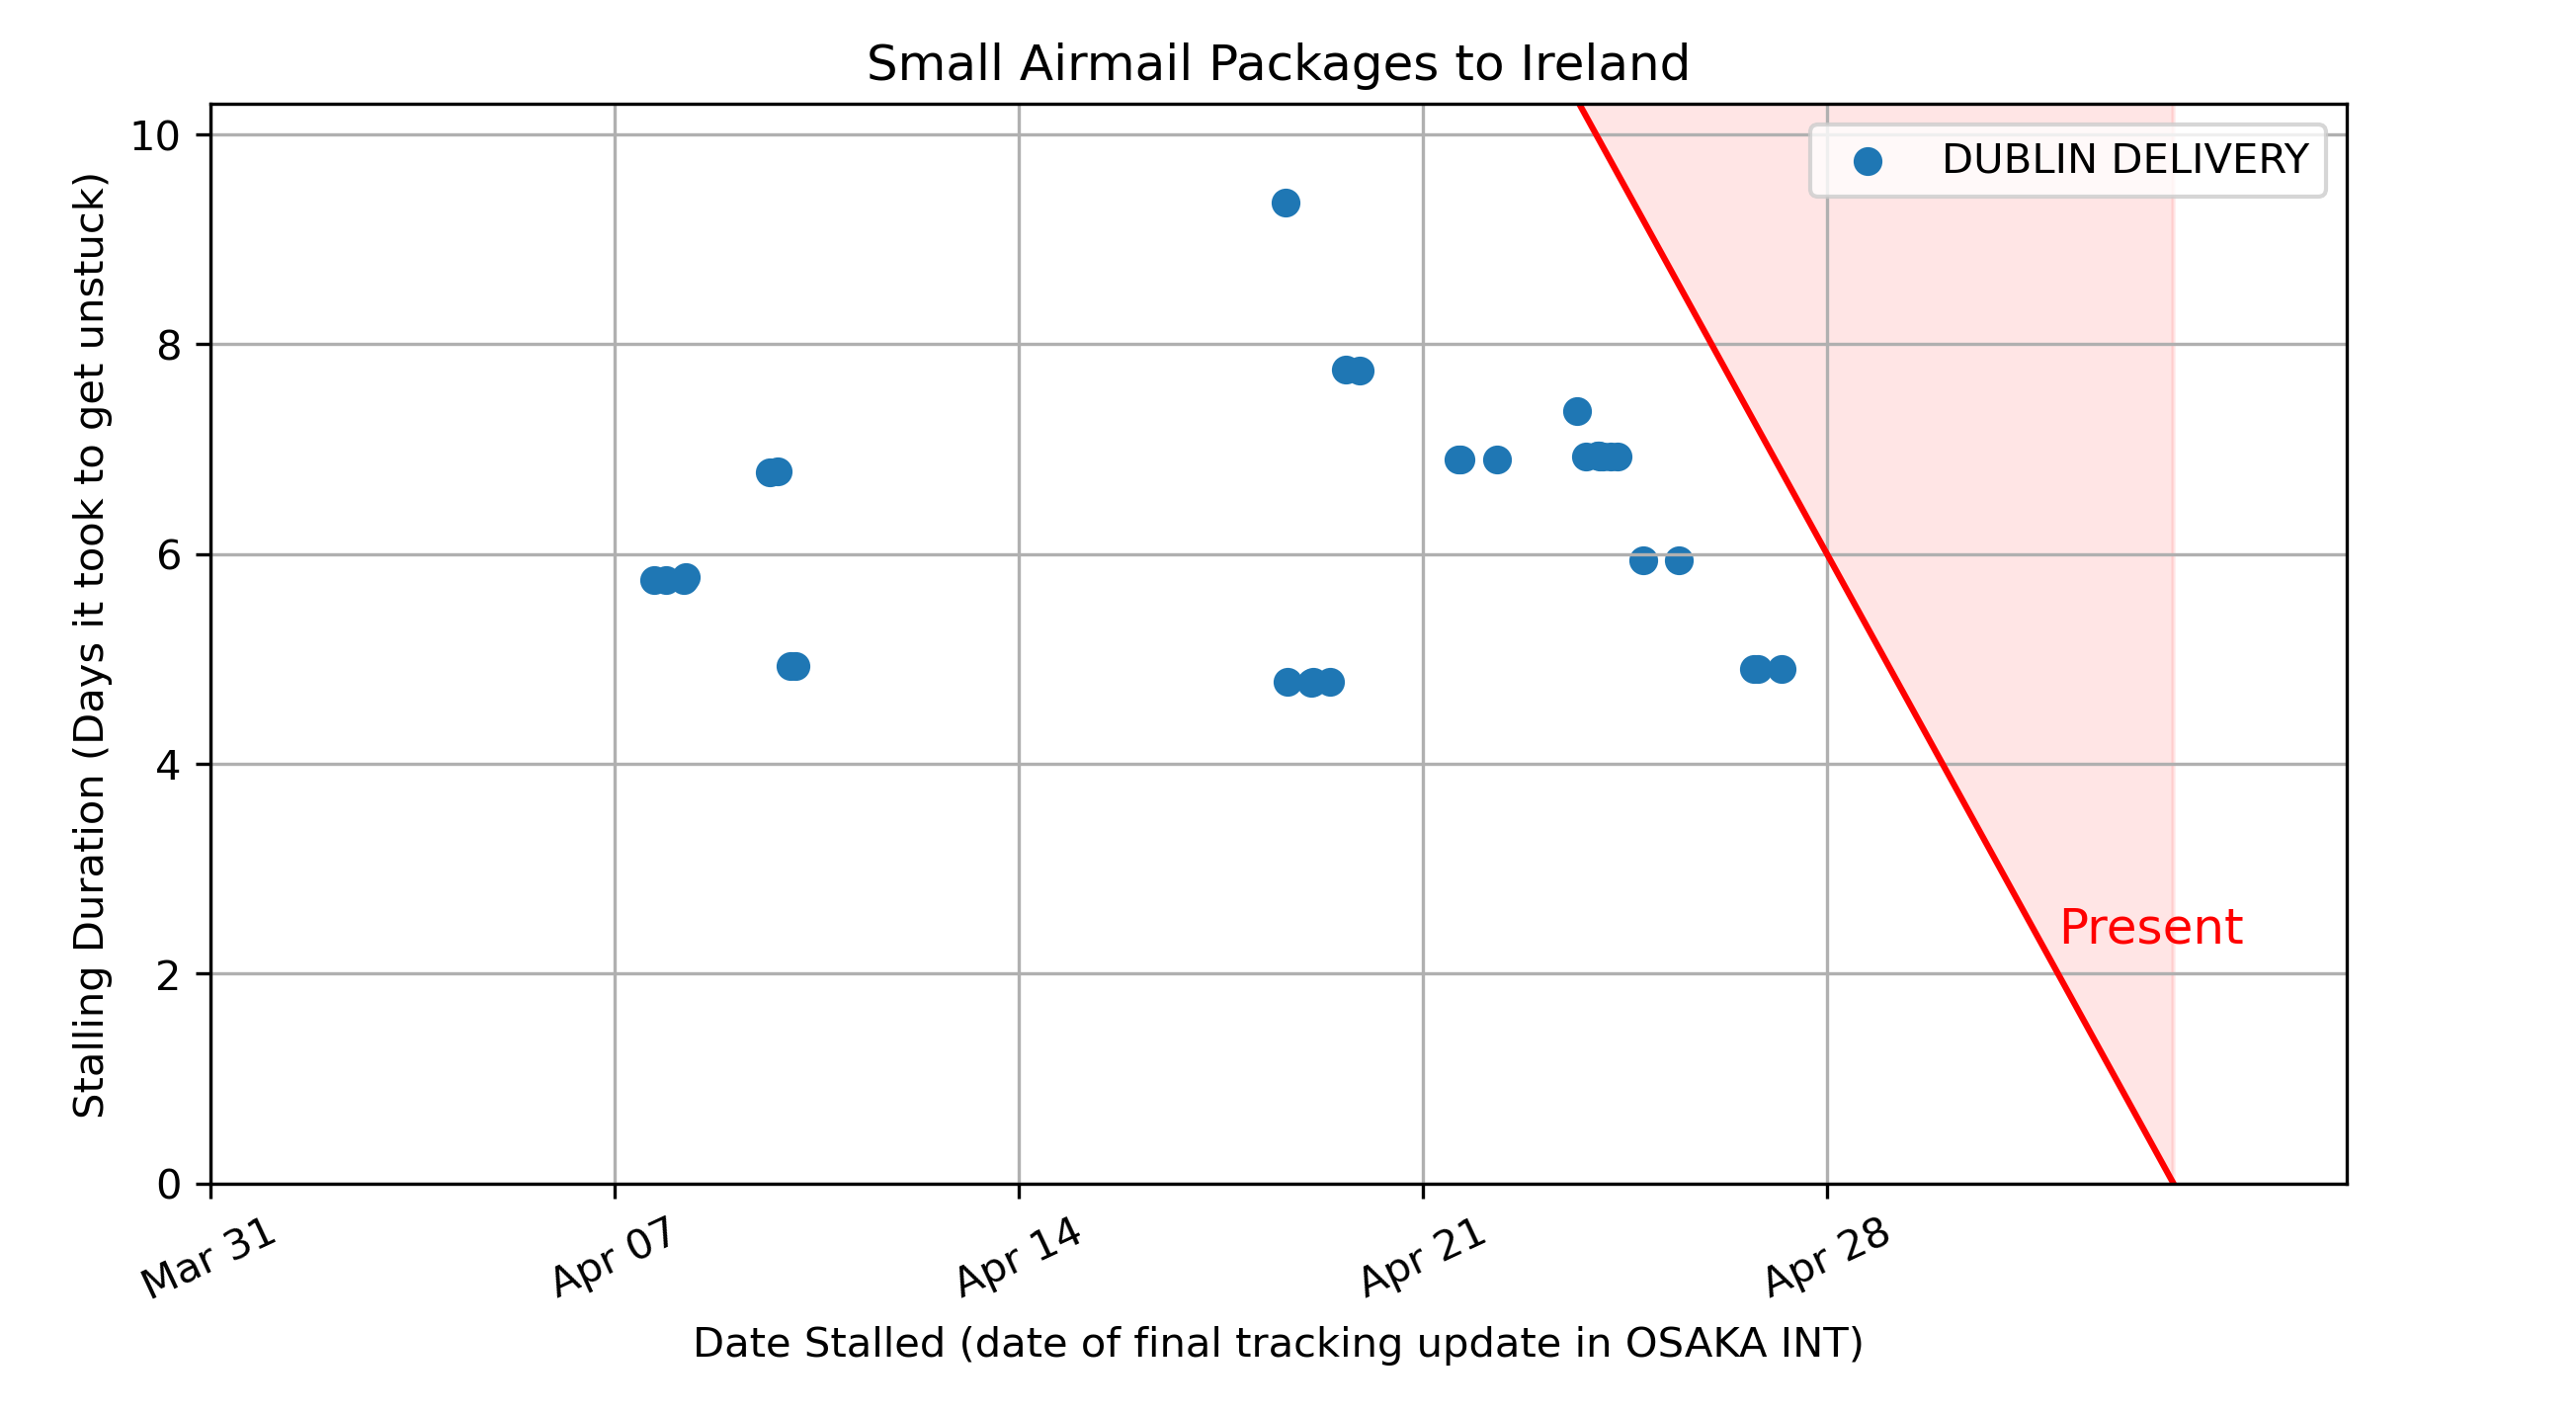 Small Airmail Packages to Ireland
DUBLIN DELIVERY
Stalling Duration (Days it took to get unstuck)
10
8
6
4
2
0
Present
Mar 31
Apr 07
Apr 14
Apr 21
Apr 28
Date Stalled (date of final tracking update in OSAKA INT)